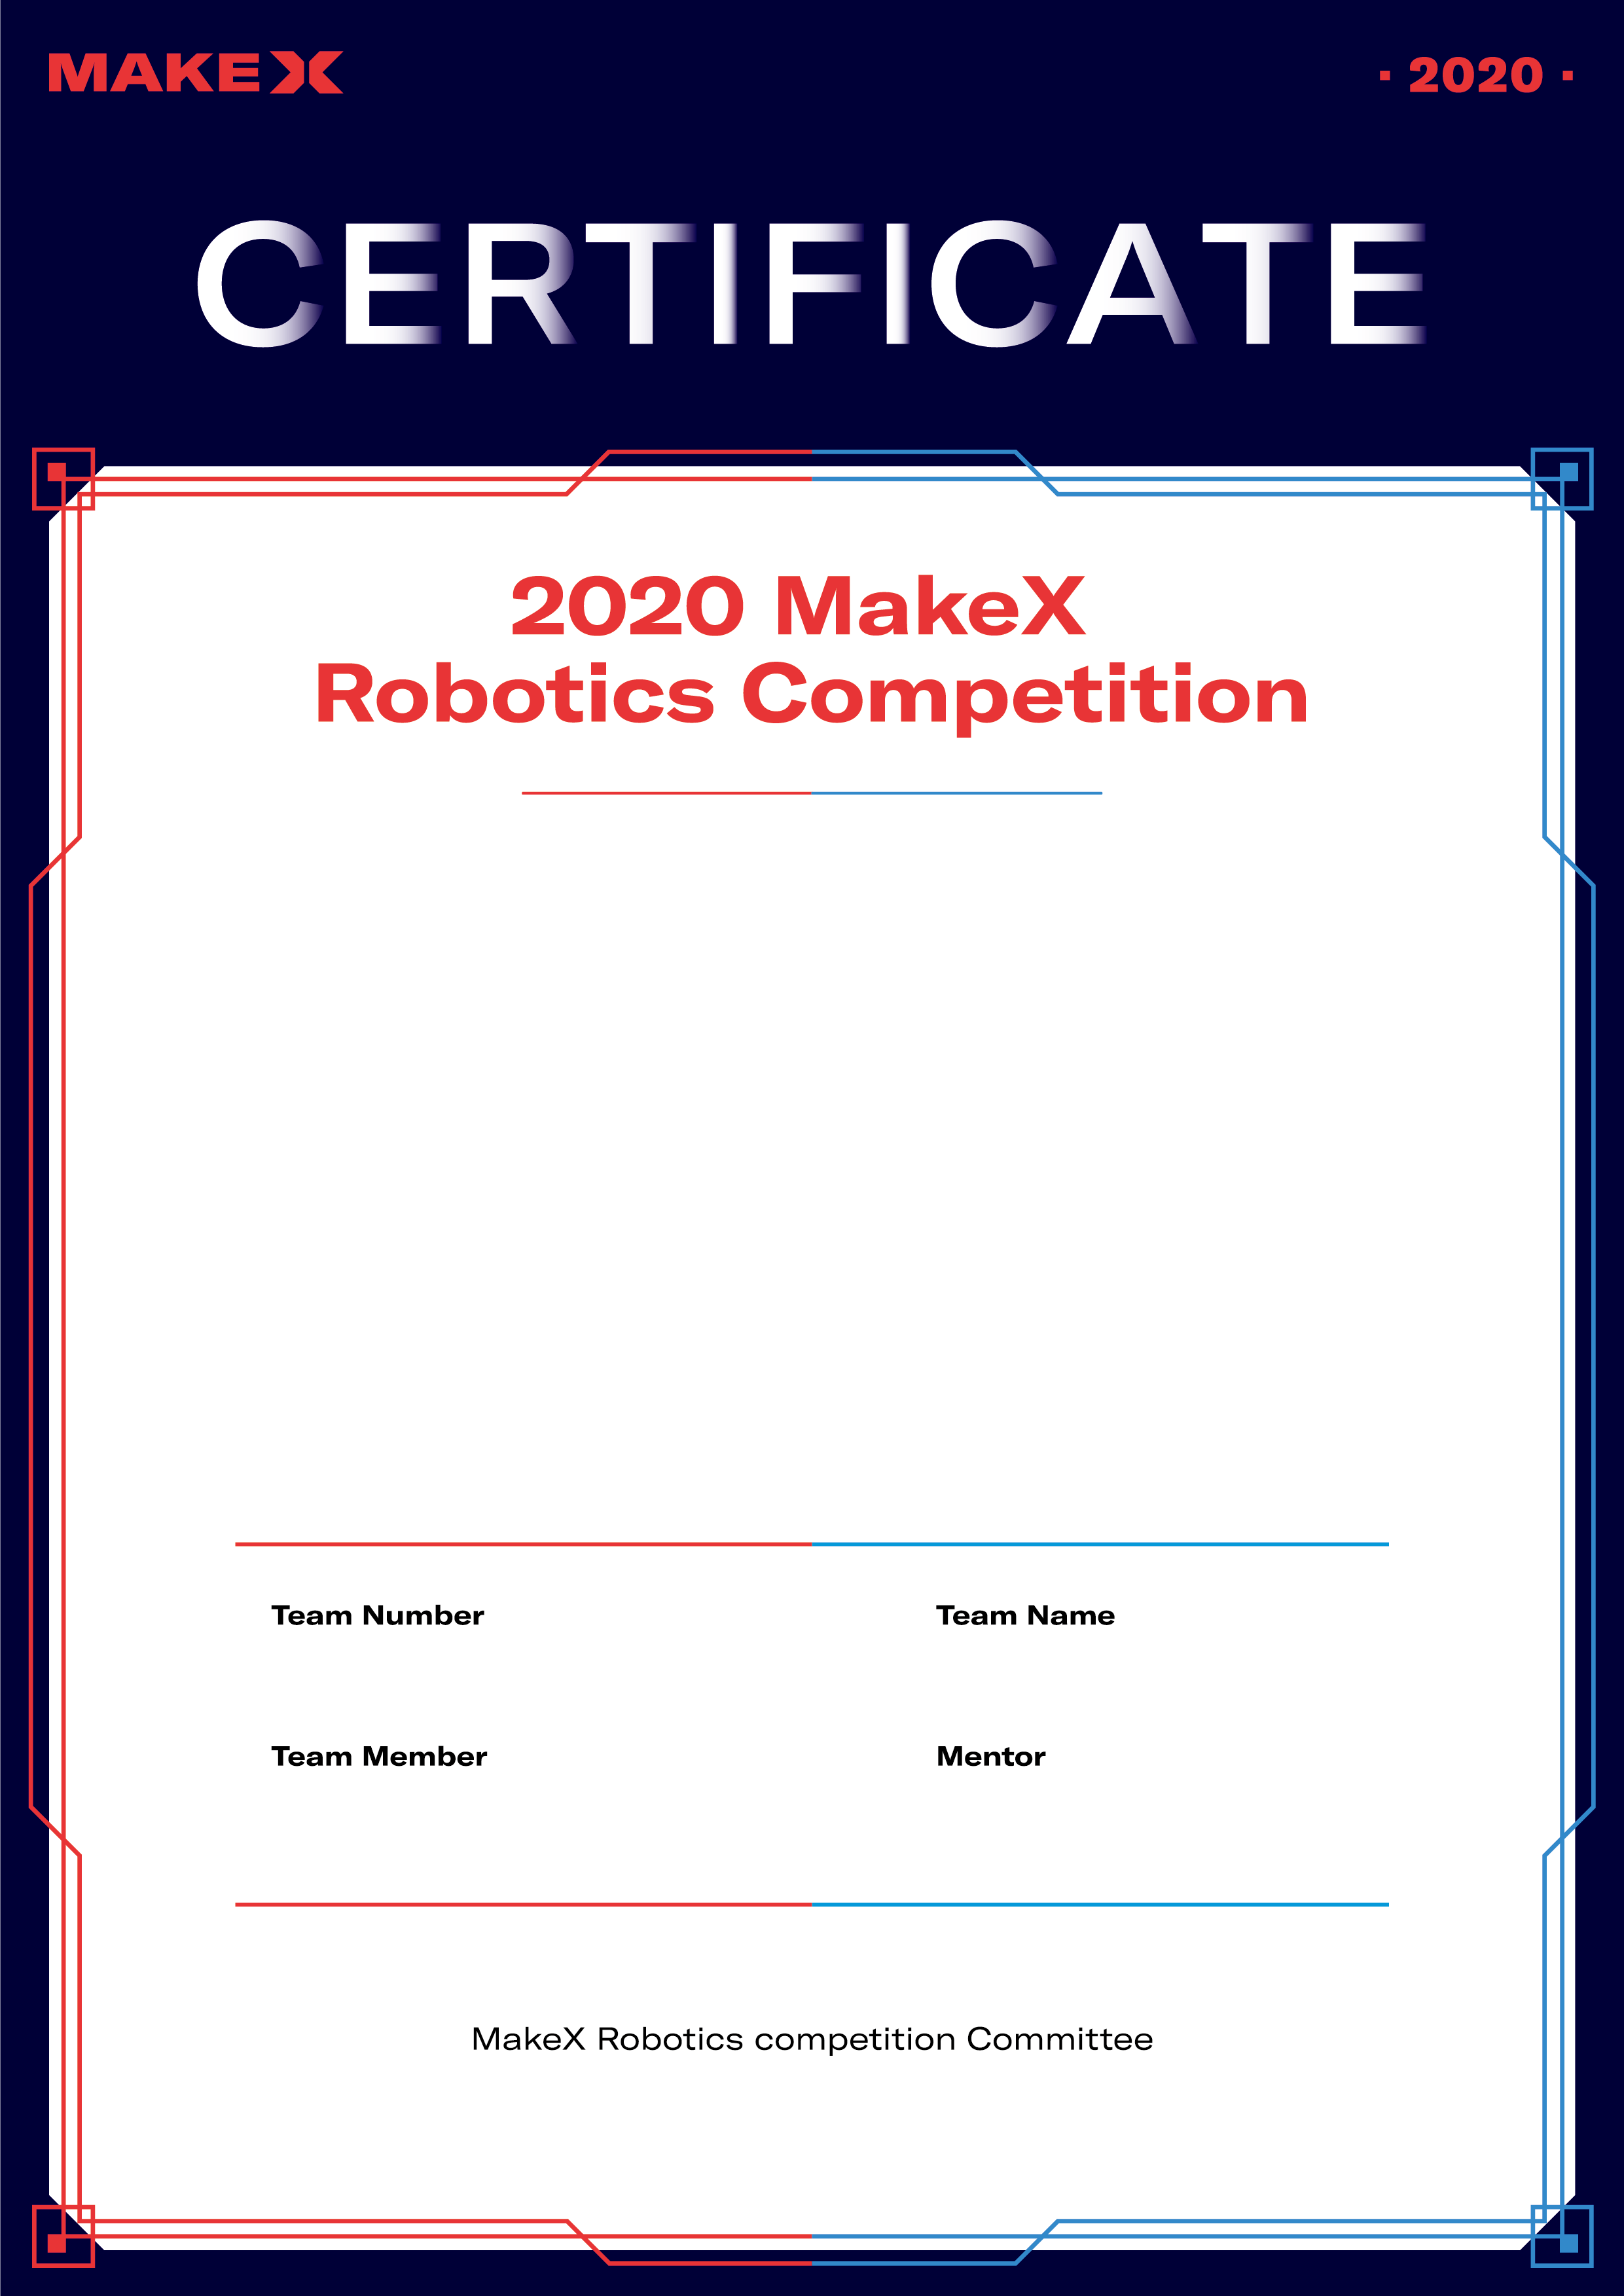 MAKEX
· 2020 ·
CERTIFICATE
2020 MakeX
Robotics Competition
Team Number
Team Name
Team Member
Mentor
MakeX Robotics competition Committee